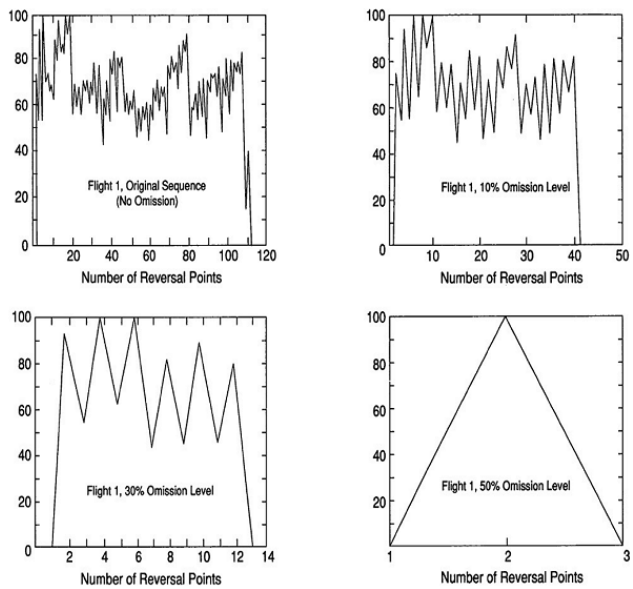 100
80
60
40
20
0
Flight 1, Original Sequence
(No Omission)
20 40 60 80 100 120
Number of Reversal Points
100
80
60
40
20
0
Flight 1, 10% Omission Level
10 20 30 40 50
Number of Reversal Points
100
80
60
40
20
0
Flight 1, 30% Omission Level
2 4 6 8 10 12 14
Number of Reversal Points
100
80
60
40
20
Flight 1, 50% Omission Level
1 2 3
Number of Reversal Points